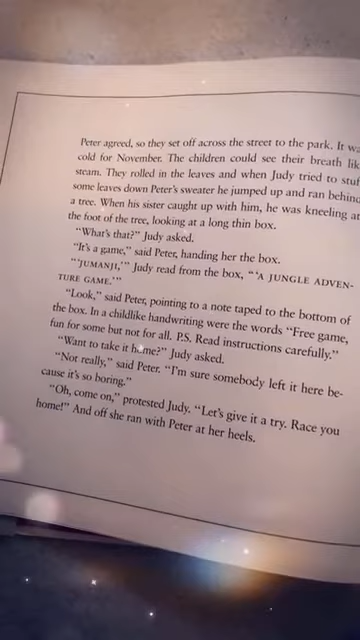 Peter agreed, so they set off across the street to the park. It
cold for November. The children could see their breath
steam. They rolled in the leaves and when Judy tried to
some leaves down Peter's sweater he jumped up and ran behind
a tree. When his sister caught up with him, he was kneeling at
the foot of the tree, looking at a long thin box.
"What's that?" Judy asked.
"It's a game," said Peter, handing her the box.
"'JUMANJI,'" Judy read from the box, "'A JUNGLE ADVEN-
TURE GAME.'"
"Look," said Peter, pointing to a note taped to the bottom of
the box. In a childlike handwriting were the words "Free game,
fun for some but not for all. P.S. Read instructions carefully."
"Want to take it home?" Judy asked.
"Not really," said Peter. "I'm sure somebody left it here be-
cause it's so boring."
"Oh, come on," protested Judy. "Let's give it a try. Race you
home!" And off she ran with Peter at her heels.